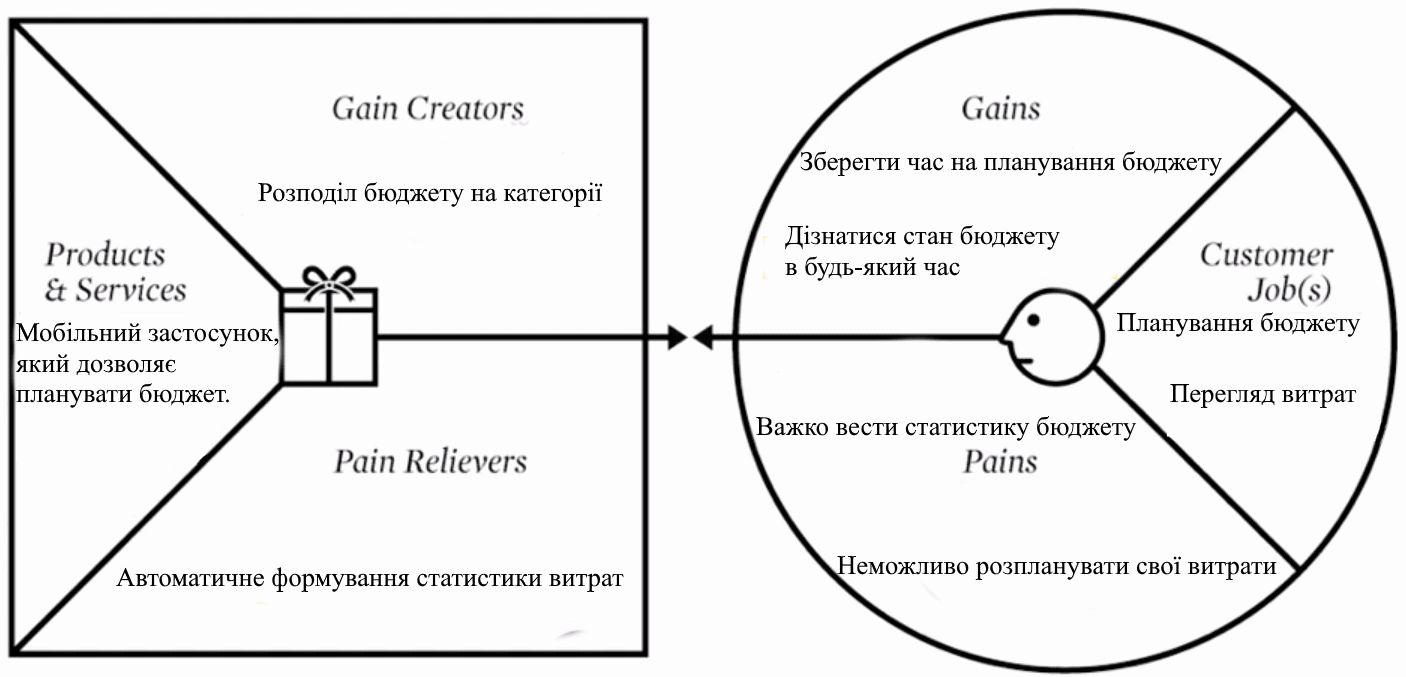 Gain Creators
Розподіл бюджету на категорії
Products
& Services
Мобільний застосунок,
який дозволяє
планувати бюджет.
Pain Relievers
Автоматичне формування статистики витрат
Gains
Зберегти час на планування бюджету
Дізнатися стан бюджету
в будь-який час
Customer
Job(s)
Планування бюджету
Перегляд витрат
Важко вести статистику бюджету
Pains
Неможливо розпланувати свої витрати